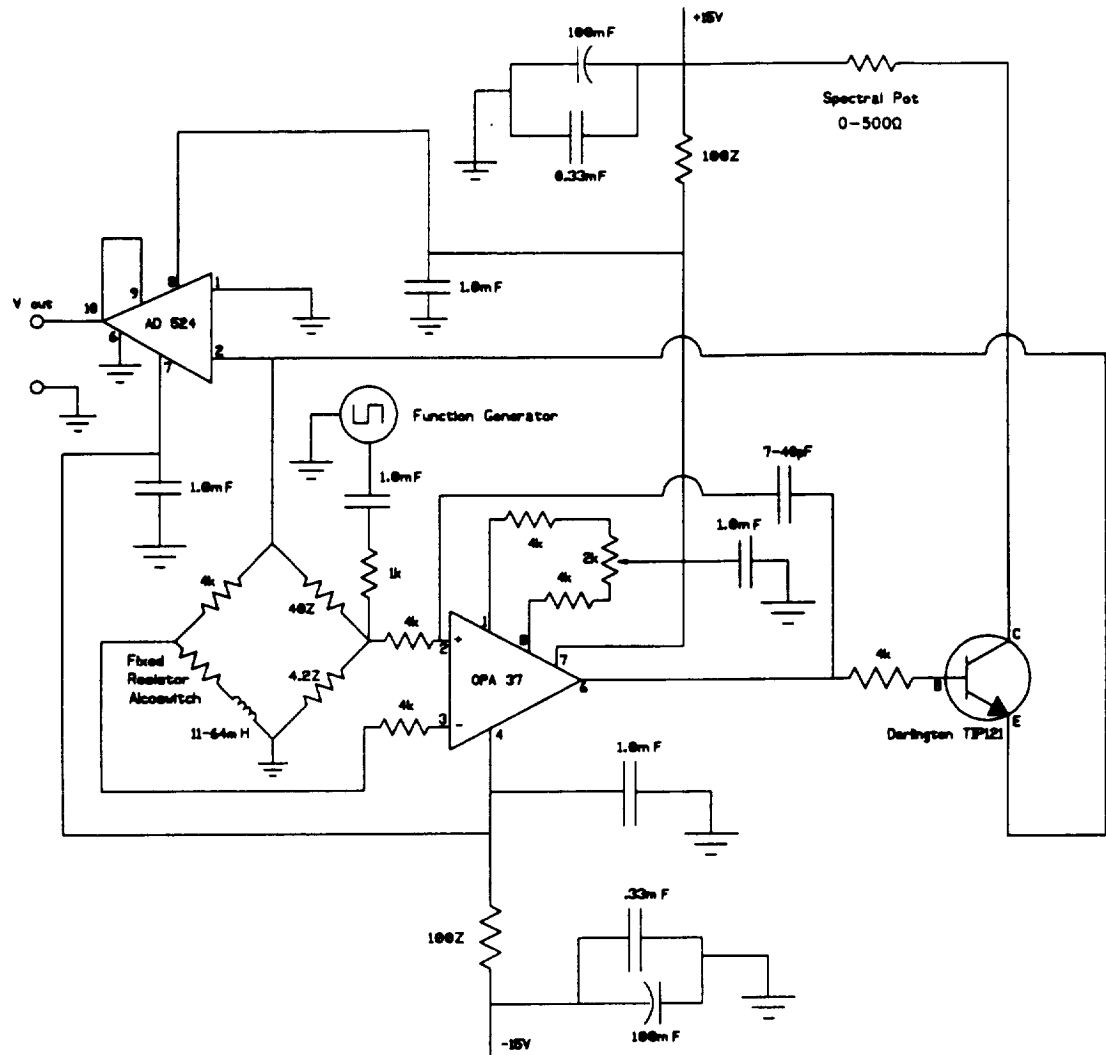 +15V
100mF
Spectral Pot
0-500Ω
100Z
0.33mF
8
1
1.0mF
9
10
V out
AD 524
6
2
7
Function Generator
7-40pF
1.0mF
1.0mF
1.0mF
4k
2k
1k
4k
4k
40Z
4k
1
8
C
+
2
7
Fixed
Resistor
Alcoswitch
4.2Z
OPA 37
6
4k
B
4k
3
-
E
11-64mH
4
Darlington TIP121
1.0mF
.33mF
100Z
100mF
-15V